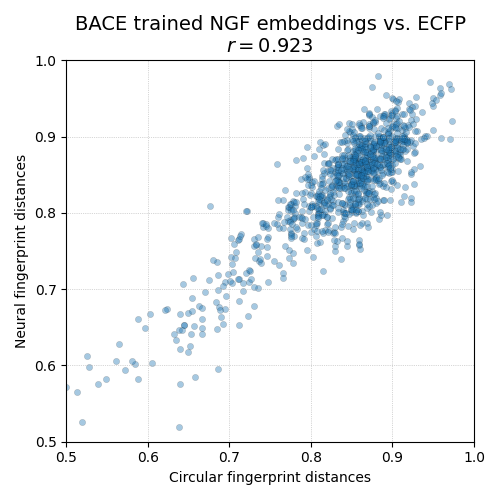 BACE trained NGF embeddings vs. ECFP
r = 0.923
1.0
0.9
0.8
0.7
0.6
0.5
Neural fingerprint distances
0.5 0.6 0.7 0.8 0.9 1.0
Circular fingerprint distances